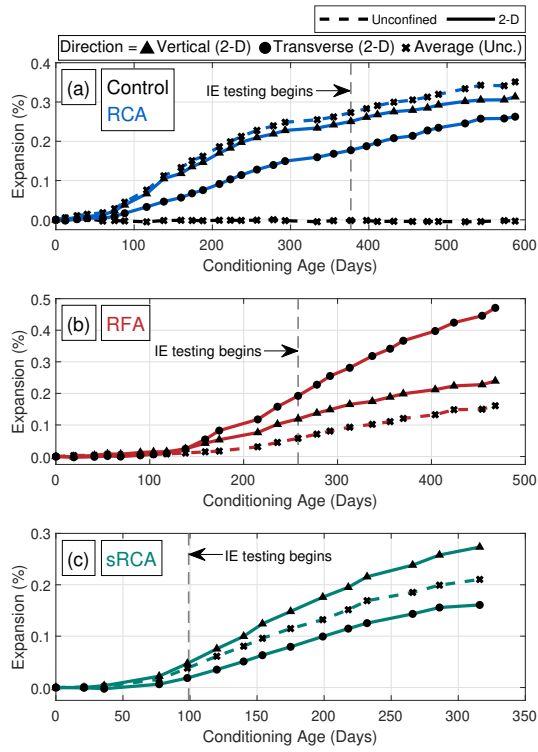 Unconfined 2-D
Direction = Vertical (2-D) Transverse (2-D) Average (Unc.)
(a) Control
RCA
IE testing begins
Expansion (%)
0.4
0.3
0.2
0.1
0.0
0 100 200 300 400 500 600
Conditioning Age (Days)
(b) RFA
IE testing begins
Expansion (%)
0.5
0.4
0.3
0.2
0.1
0.0
0 100 200 300 400 500
Conditioning Age (Days)
(c) sRCA
IE testing begins
Expansion (%)
0.3
0.2
0.1
0.0
0 50 100 150 200 250 300 350
Conditioning Age (Days)